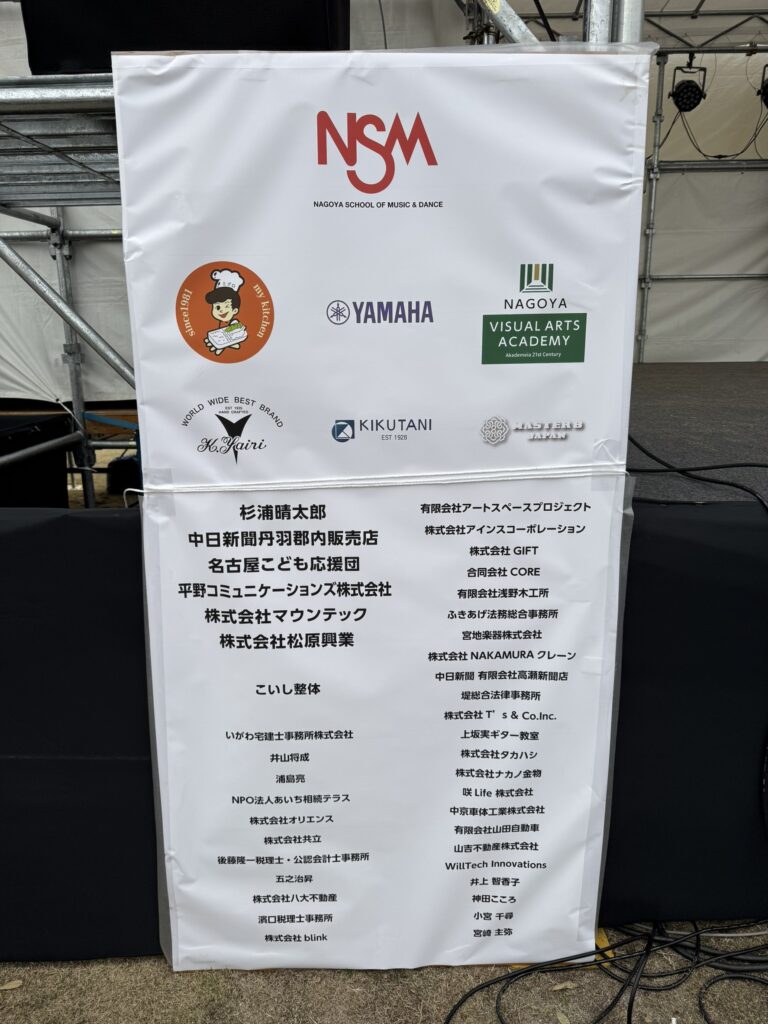 NSM
NAGOYA SCHOOL OF MUSIC & DANCE
since1981
my kitchen
YAMAHA
NAGOYA
VISUAL ARTS
ACADEMY
Akademeia 21st Century
WORLD WIDE BEST BRAND
EST 1935
HAND CRAFTED
K.Yairi
KIKUTANI
EST 1928
MASTER 8
JAPAN
杉浦晴太郎
中日新聞丹羽郡内販売店
名古屋こども応援団
平野コミュニケーションズ株式会社
株式会社マウンテック
株式会社松原興業
こいし整体
いがわ宅建士事務所株式会社
井山将成
浦島亮
NPO法人あいち相続テラス
株式会社オリエンス
株式会社共立
後藤隆一税理士・公認会計士事務所
五之治昇
株式会社八大不動産
濱口税理士事務所
株式会社 blink
有限会社アートスペースプロジェクト
株式会社アインスコーポレーション
株式会社 GIFT
合同会社 CORE
有限会社浅野木工所
ふきあげ法務総合事務所
宮地楽器株式会社
株式会社 NAKAMURA クレーン
中日新聞 有限会社高瀬新聞店
堤総合法律事務所
株式会社 T's & Co.Inc.
上坂実ギター教室
株式会社タカハシ
株式会社ナカノ金物
咲 Life 株式会社
中京車体工業株式会社
有限会社山田自動車
山吉不動産株式会社
WillTech Innovations
井上 智香子
神田こころ
小宮 千尋
宮崎 主弥